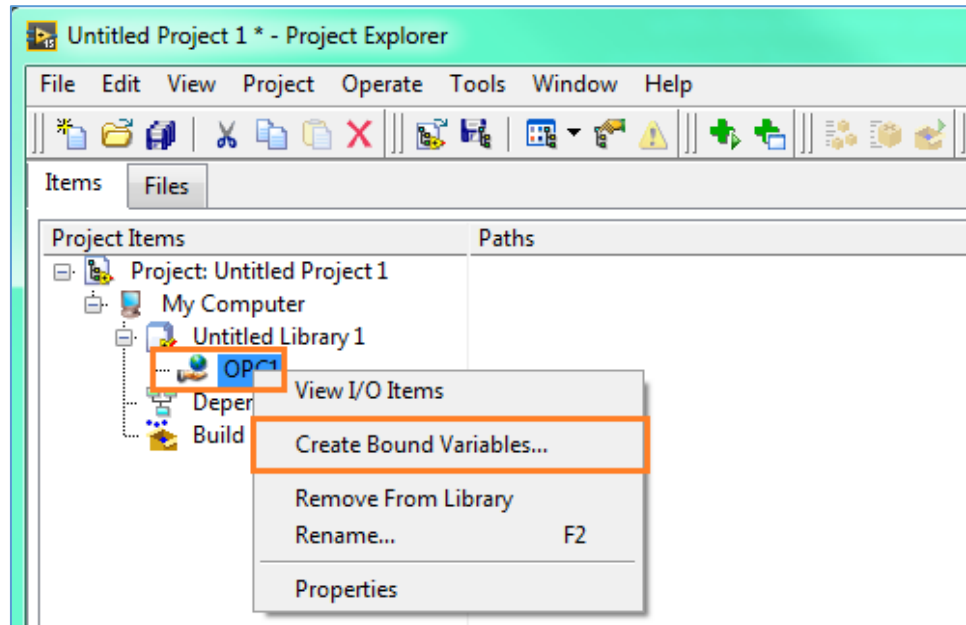 Untitled Project 1 * - Project Explorer
File Edit View Project Operate Tools Window Help
Items Files
Project Items Paths
Project: Untitled Project 1
My Computer
Untitled Library 1
OPC1
View I/O Items
Depen
Create Bound Variables...
Build
Remove From Library
Rename... F2
Properties